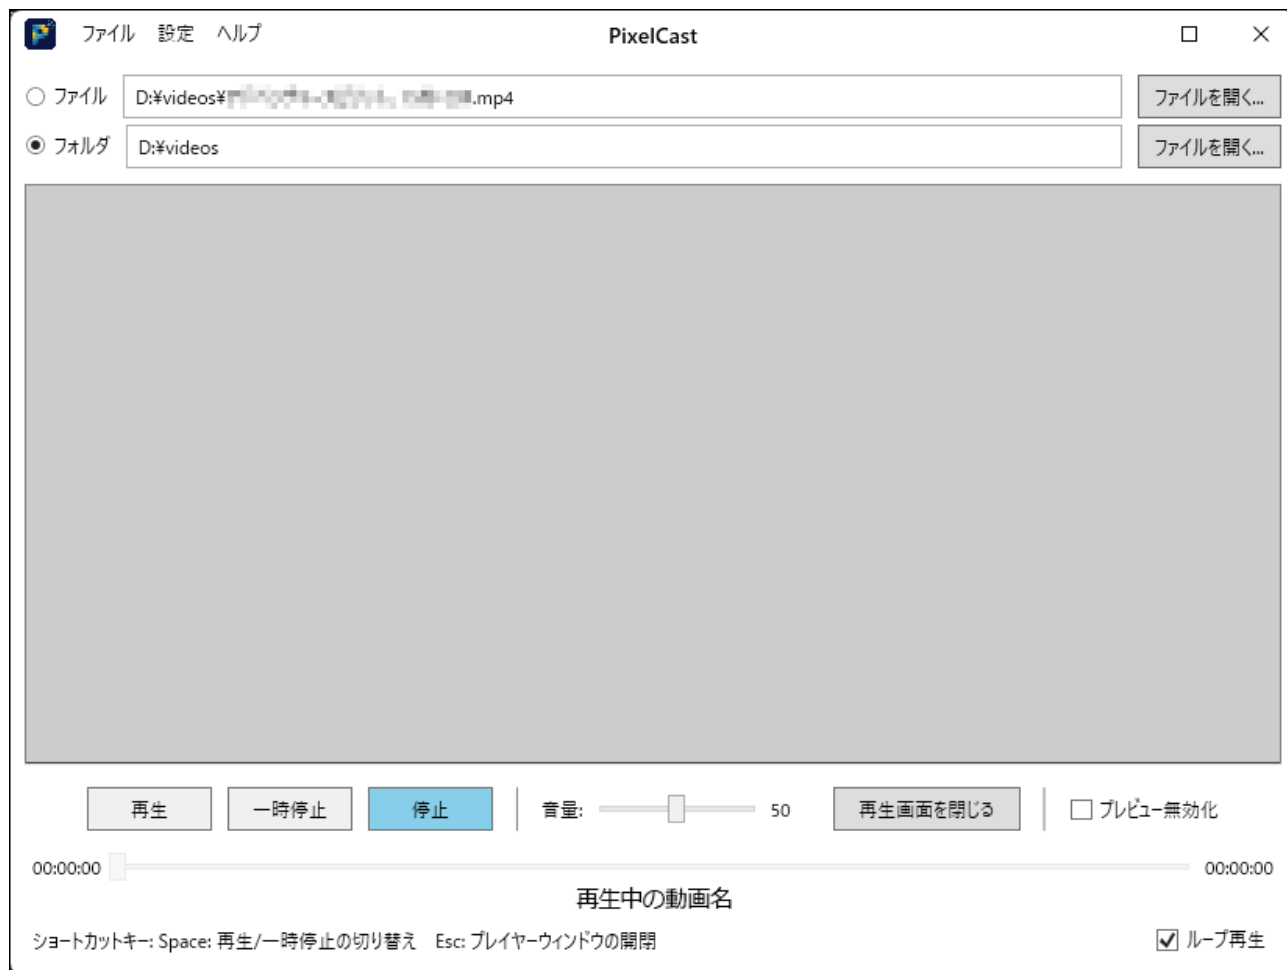 ファイル 設定 ヘルプ PixelCast
ファイル D:¥videos¥ .mp4 ファイルを開く...
フォルダ D:¥videos ファイルを開く...
再生 一時停止 停止 音量: 50 再生画面を閉じる プレビュー無効化
00:00:00 00:00:00
再生中の動画名
ショートカットキー: Space: 再生/一時停止の切り替え Esc: プレイヤーウィンドウの開閉 ループ再生